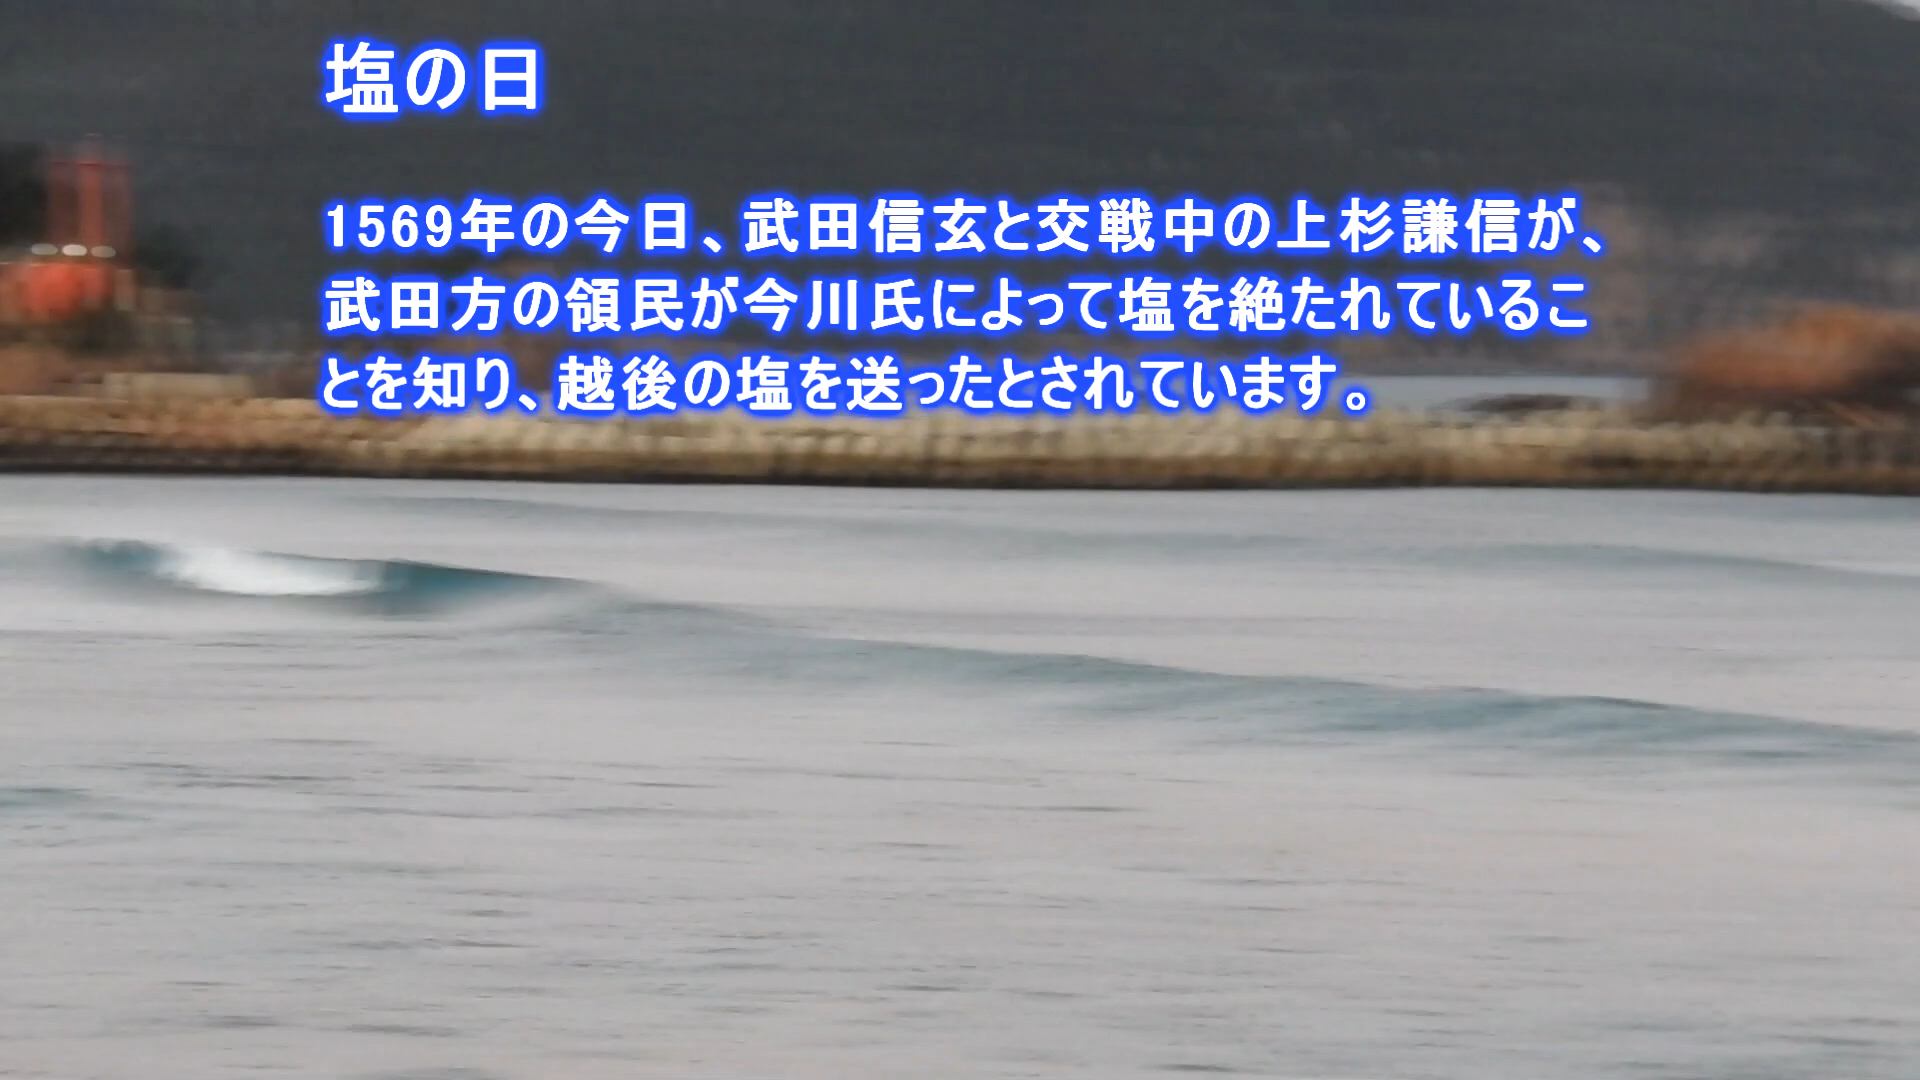 塩の日
1569年の今日、武田信玄と交戦中の上杉謙信が、
武田方の領民が今川氏によって塩を絶たれているこ
とを知り、越後の塩を送ったとされています。